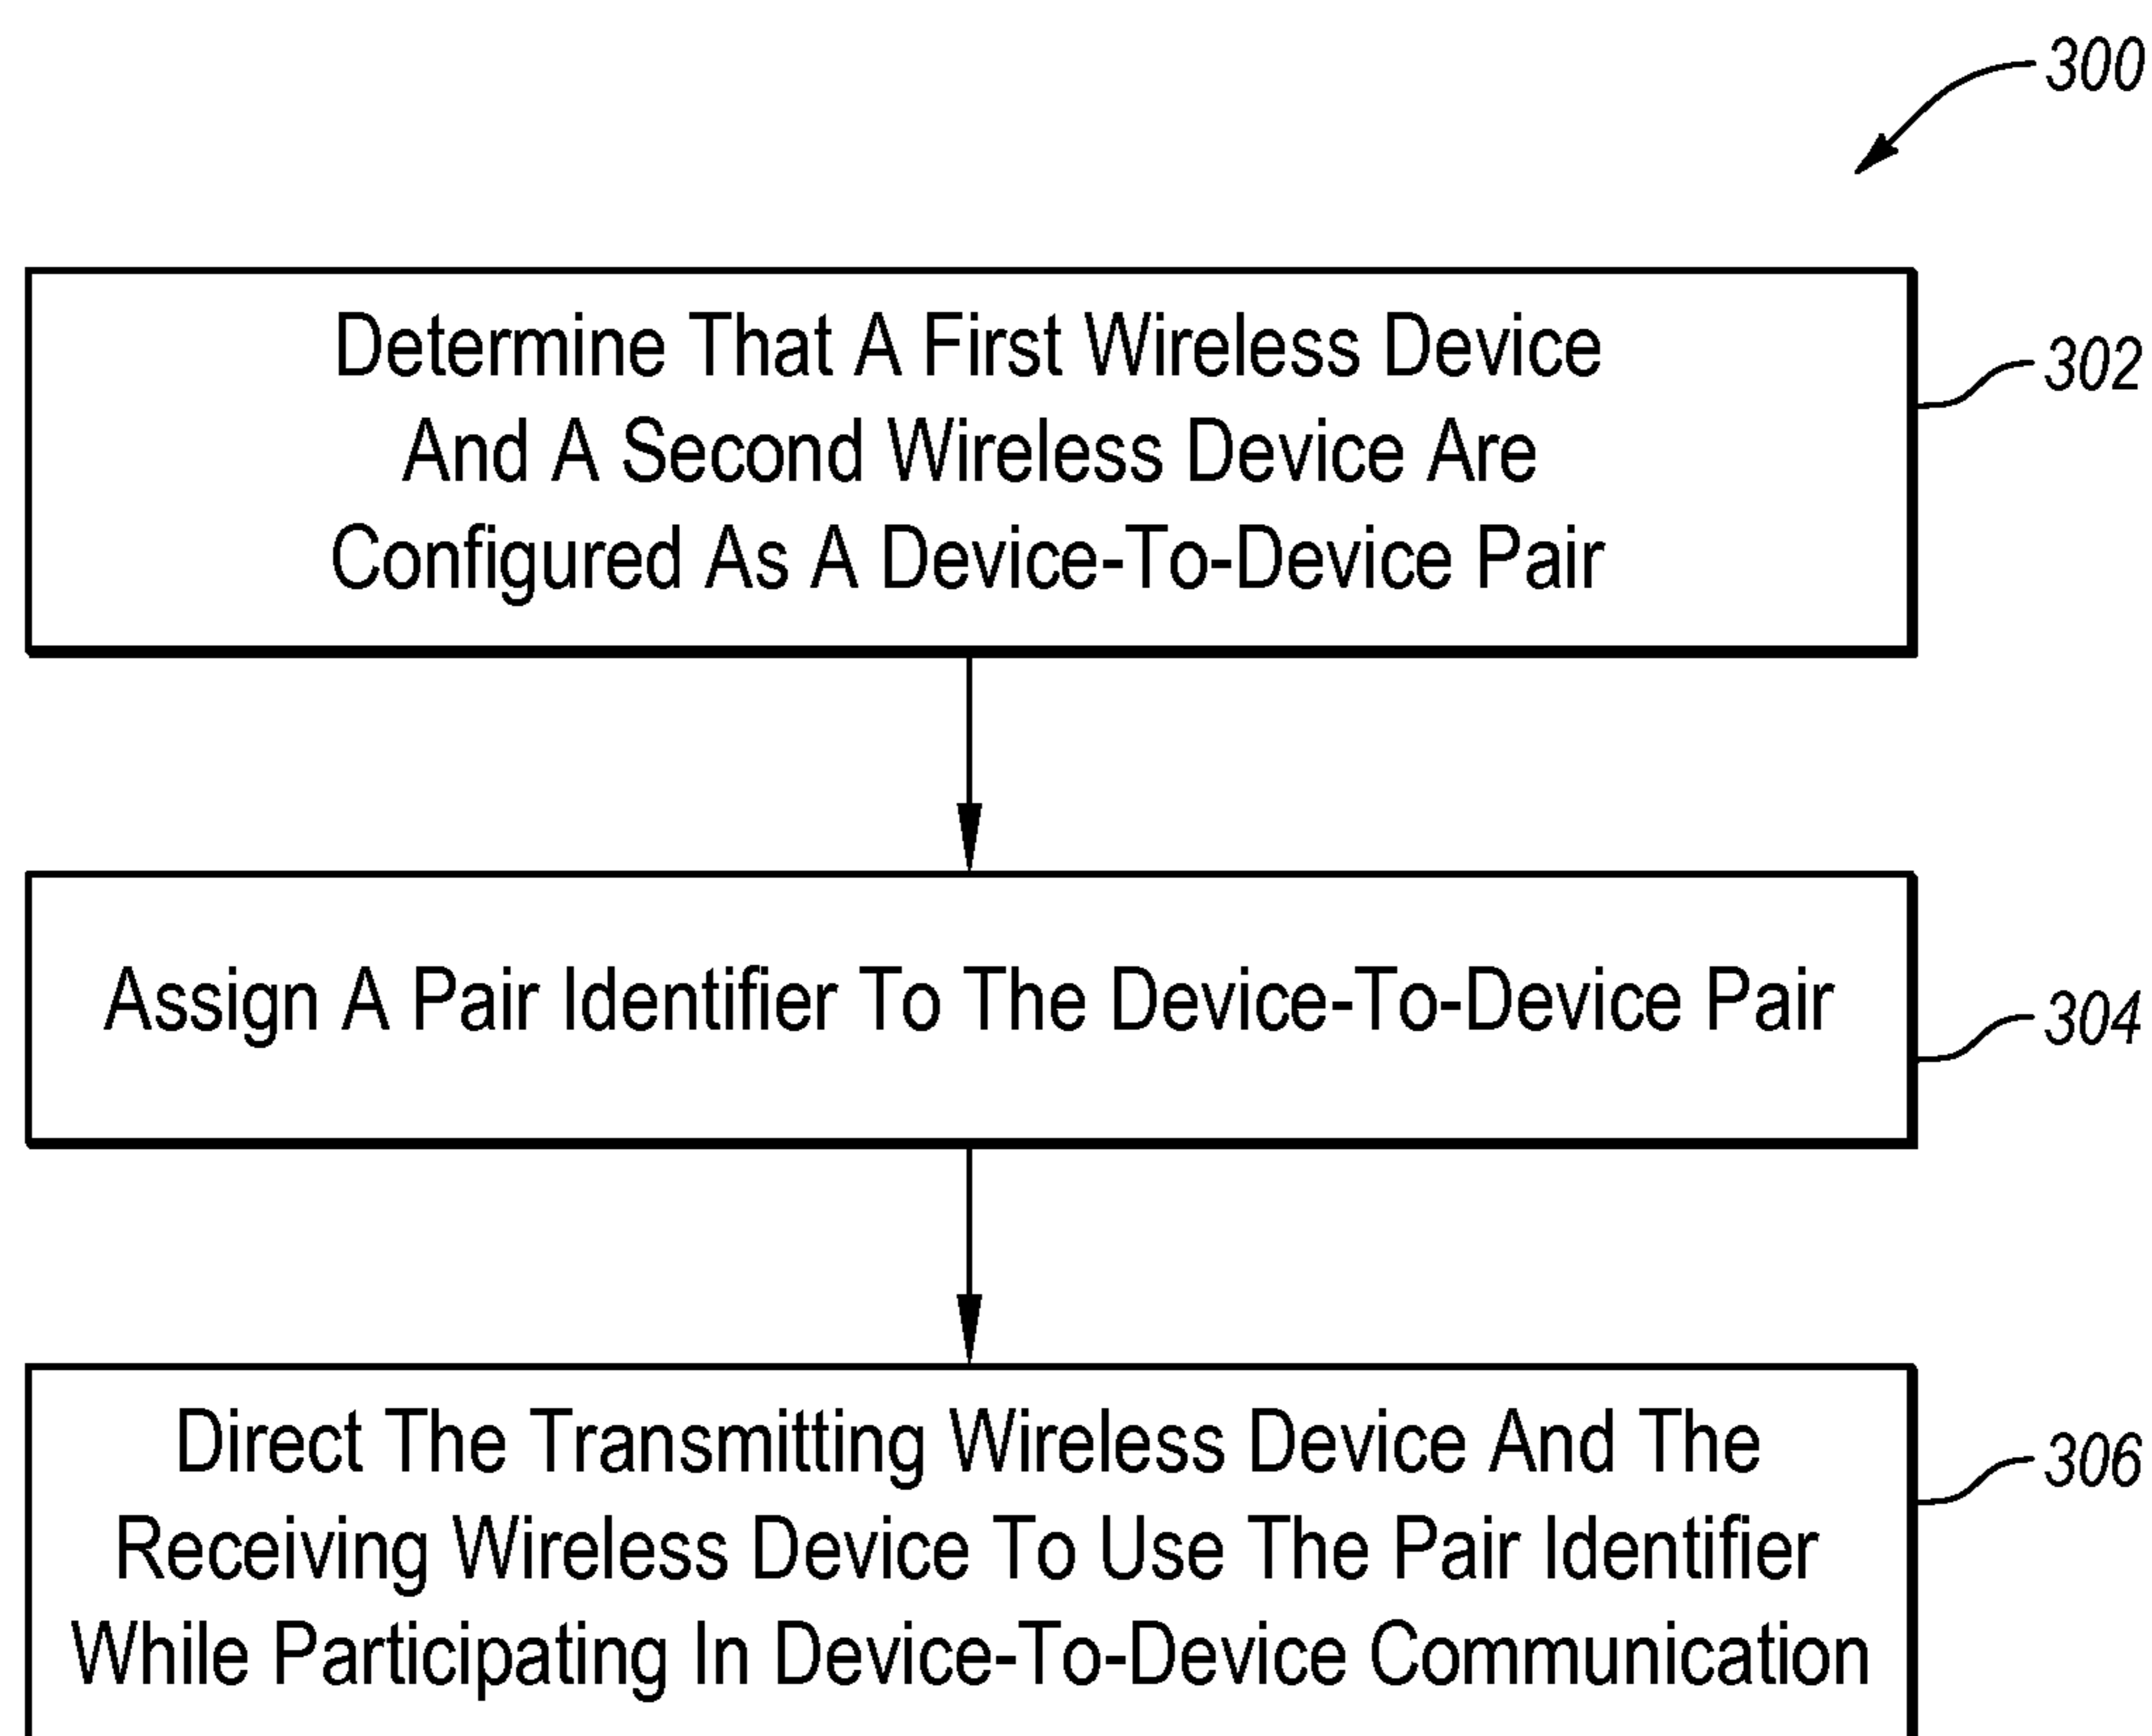 300
Determine That A First Wireless Device
And A Second Wireless Device Are
Configured As A Device-To-Device Pair
302
Assign A Pair Identifier To The Device-To-Device Pair
304
Direct The Transmitting Wireless Device And The
Receiving Wireless Device To Use The Pair Identifier
While Participating In Device- To-Device Communication
306